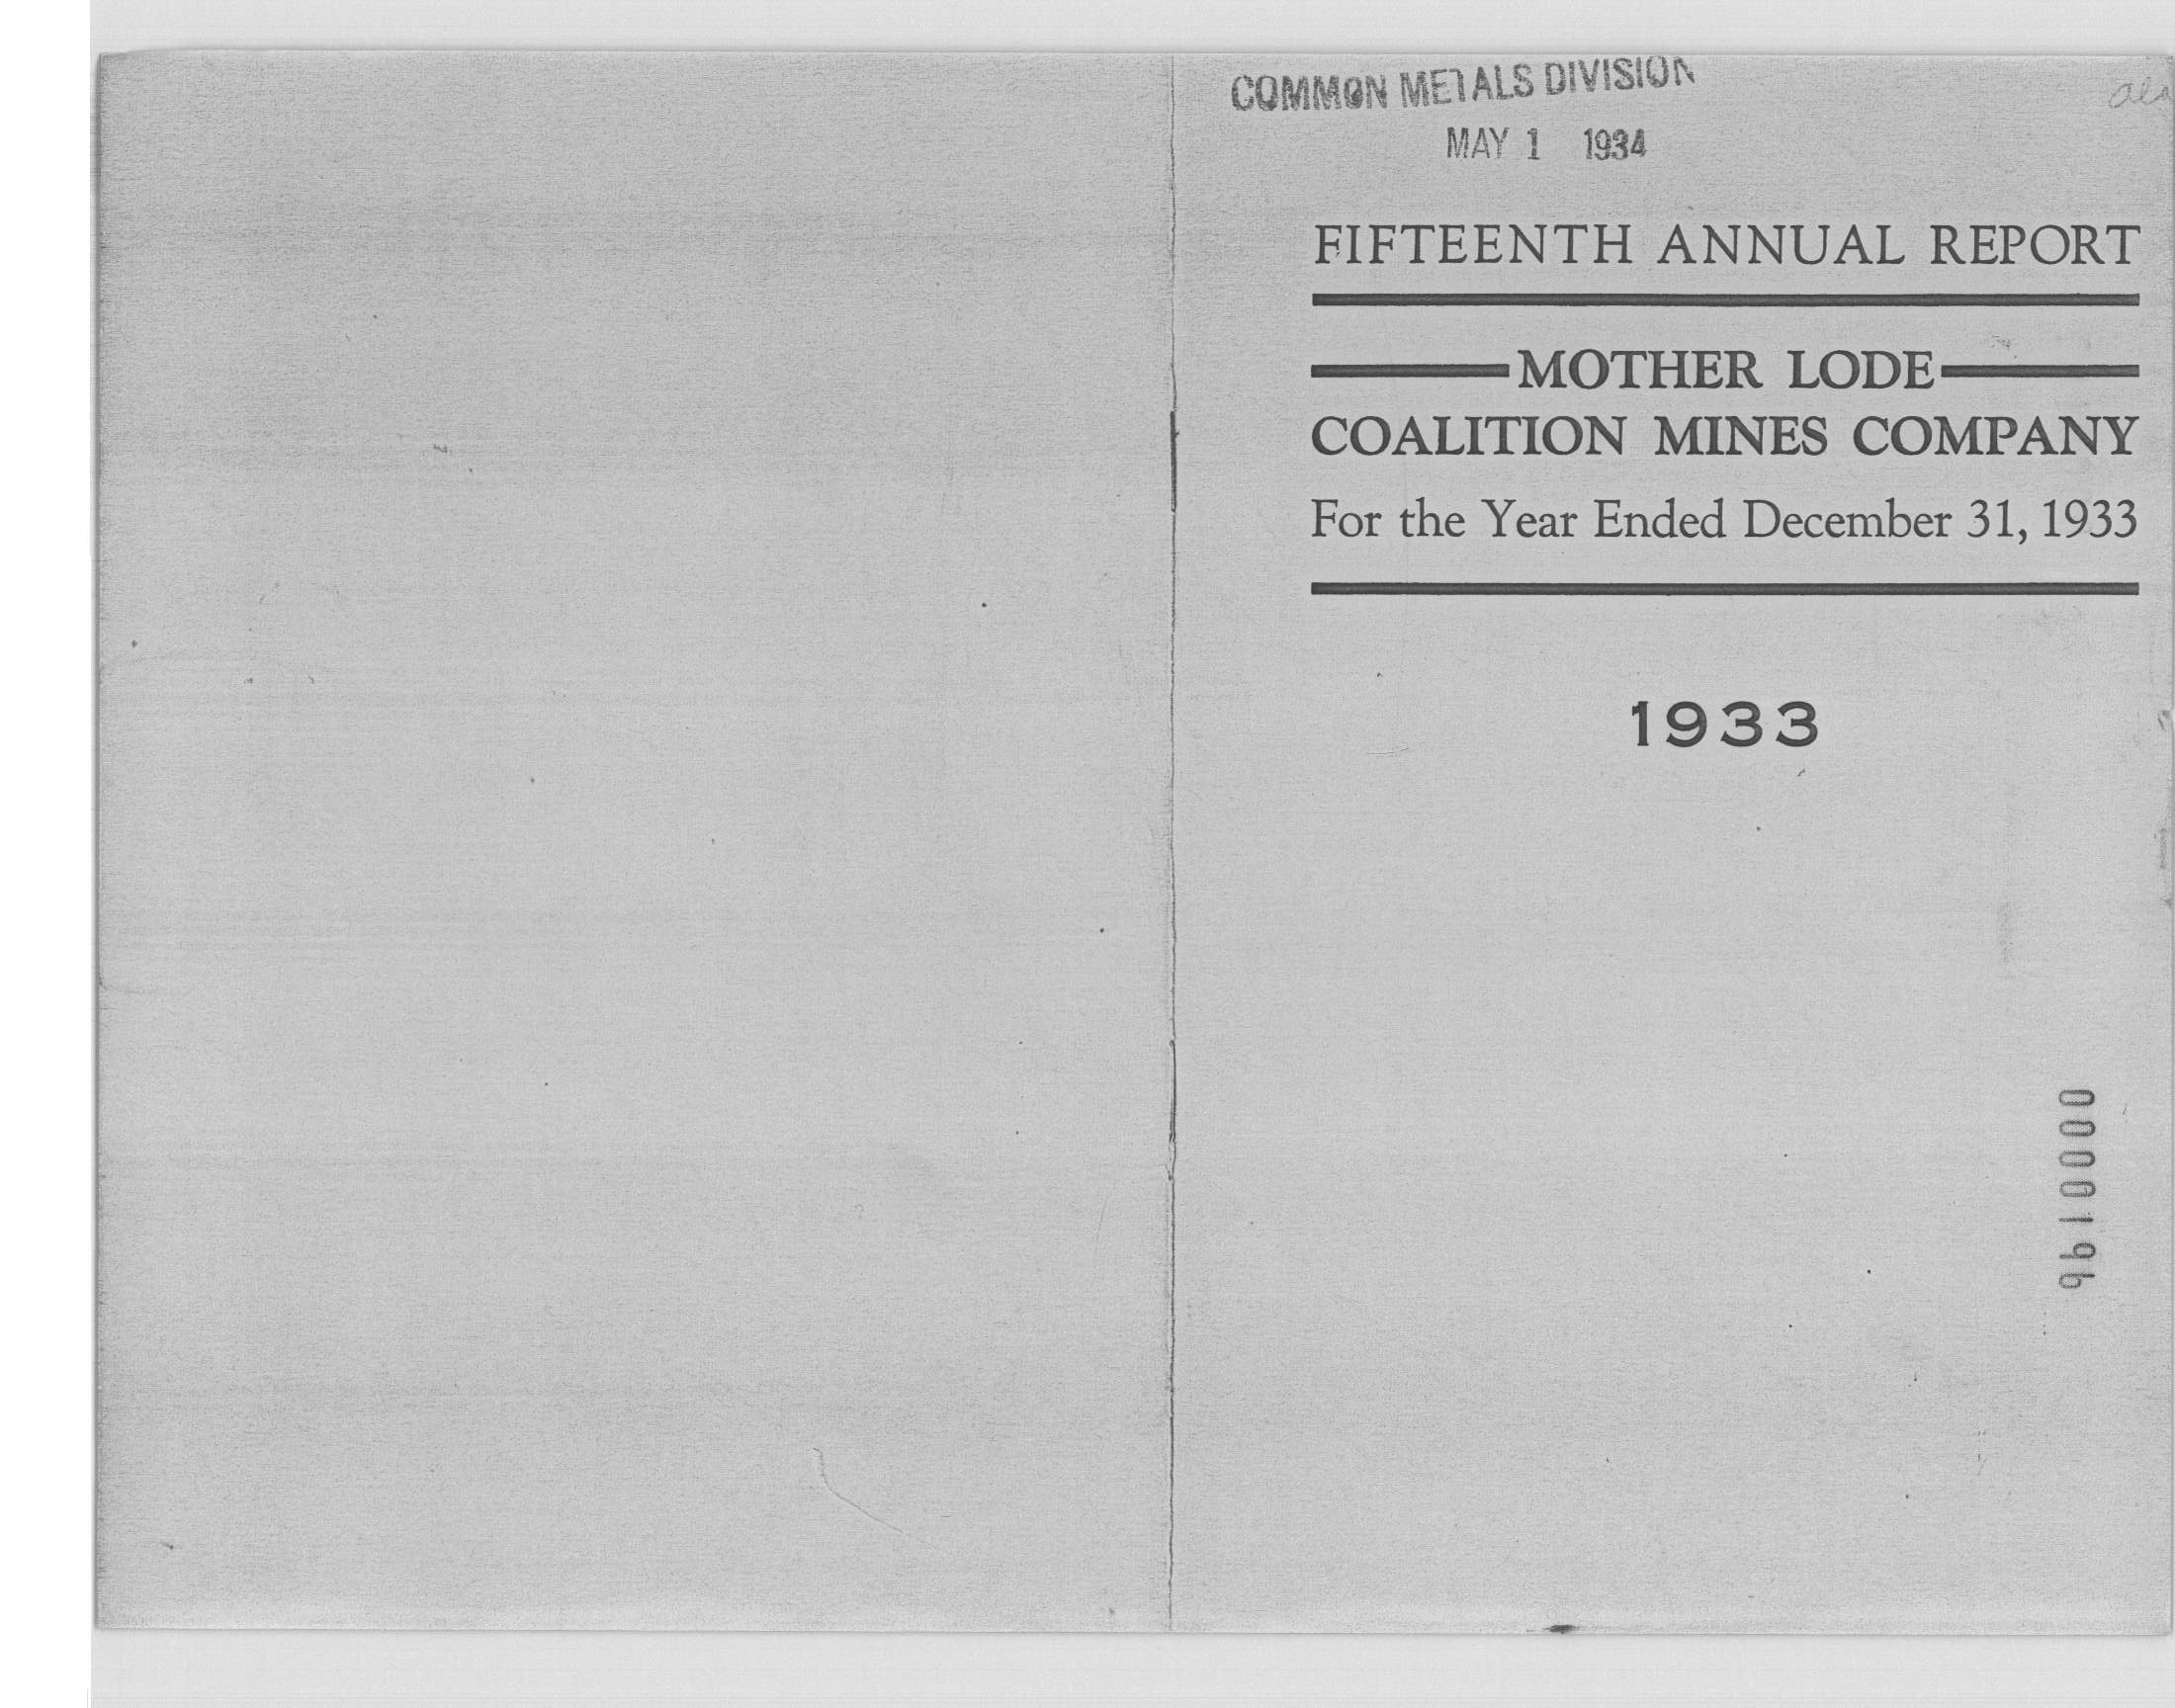 COMMON METALS DIVISION
MAY 1 1934
FIFTEENTH ANNUAL REPORT
MOTHER LODE
COALITION MINES COMPANY
For the Year Ended December 31, 1933
1933
0000196